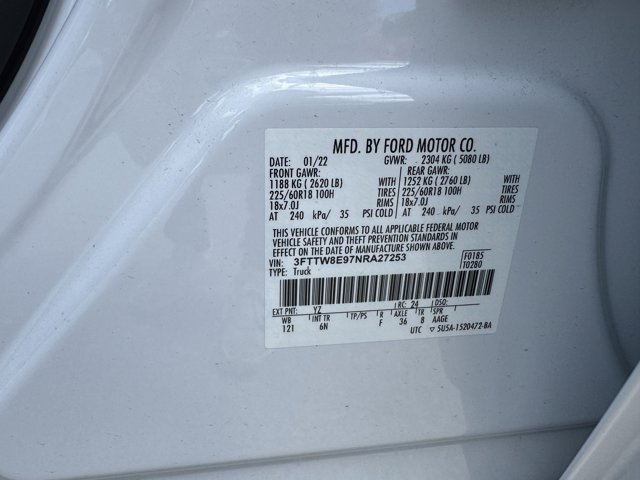 MFD. BY FORD MOTOR CO.
DATE: 01/22 GVWR: 2304 KG ( 5080 LB)
FRONT GAWR: REAR GAWR:
1188 KG ( 2620 LB) WITH 1252 KG ( 2760 LB) WITH
225/60R18 100H TIRES 225/60R18 100H TIRES
18x7.0J RIMS 18x7.0J RIMS
AT 240 kPa/ 35 PSI COLD AT 240 kPa/ 35 PSI COLD
THIS VEHICLE CONFORMS TO ALL APPLICABLE FEDERAL MOTOR
VEHICLE SAFETY AND THEFT PREVENTION STANDARDS IN
EFFECT ON THE DATE OF MANUFACTURE SHOWN ABOVE.
VIN: 3FTTW8E97NRA27253 F0185
TYPE: Truck T0280
EXT PNT: YZ RC: 24 DSO:
WB INT TR TP/PS R AXLE TR SPR
121 6N F 36 8 AAGE
UTC ▽ 5U5A-1520472-BA